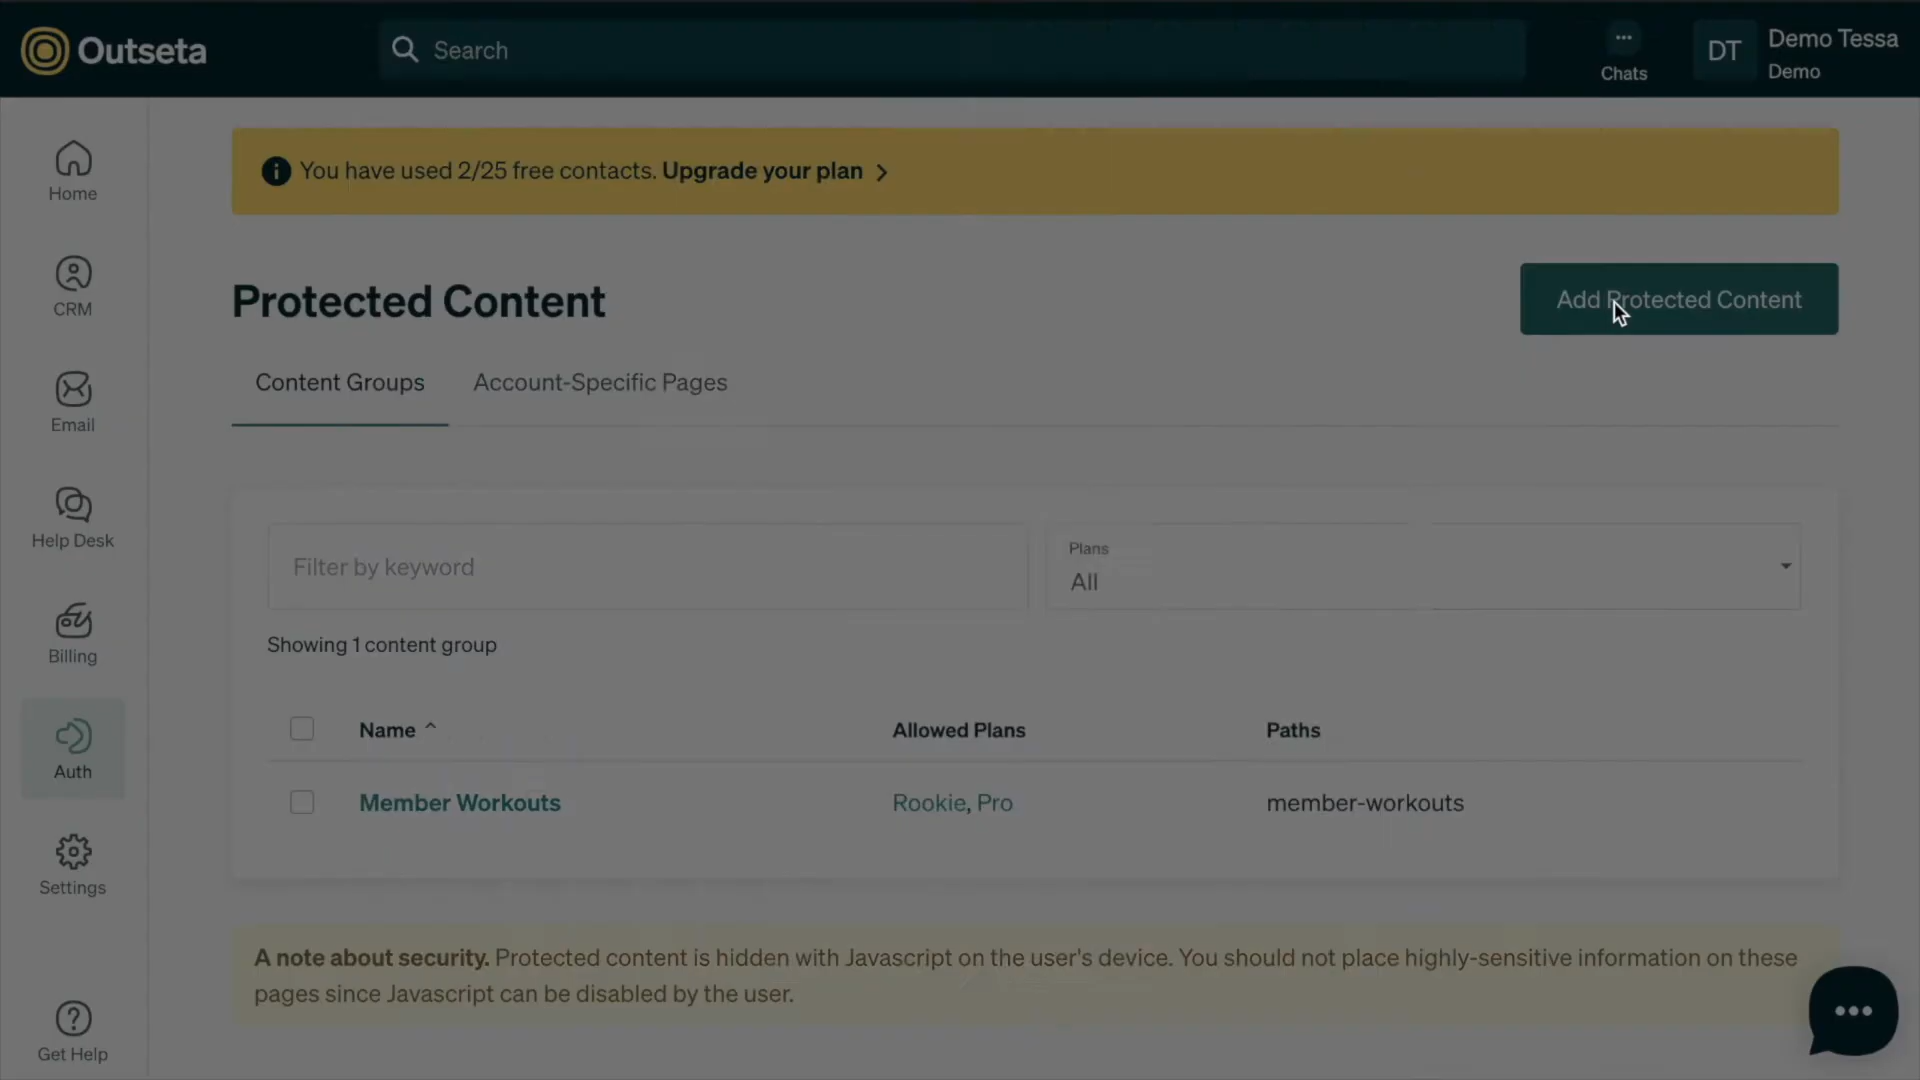 Outseta
Search
Chats
DT
Demo Tessa
Demo
Home
CRM
Email
Help Desk
Billing
Auth
Settings
Get Help
You have used 2/25 free contacts. Upgrade your plan >
Protected Content
Add Protected Content
Content Groups
Account-Specific Pages
Filter by keyword
Plans
All
Showing 1 content group
Name
Allowed Plans
Paths
Member Workouts
Rookie, Pro
member-workouts
A note about security. Protected content is hidden with Javascript on the user's device. You should not place highly-sensitive information on these
pages since Javascript can be disabled by the user.